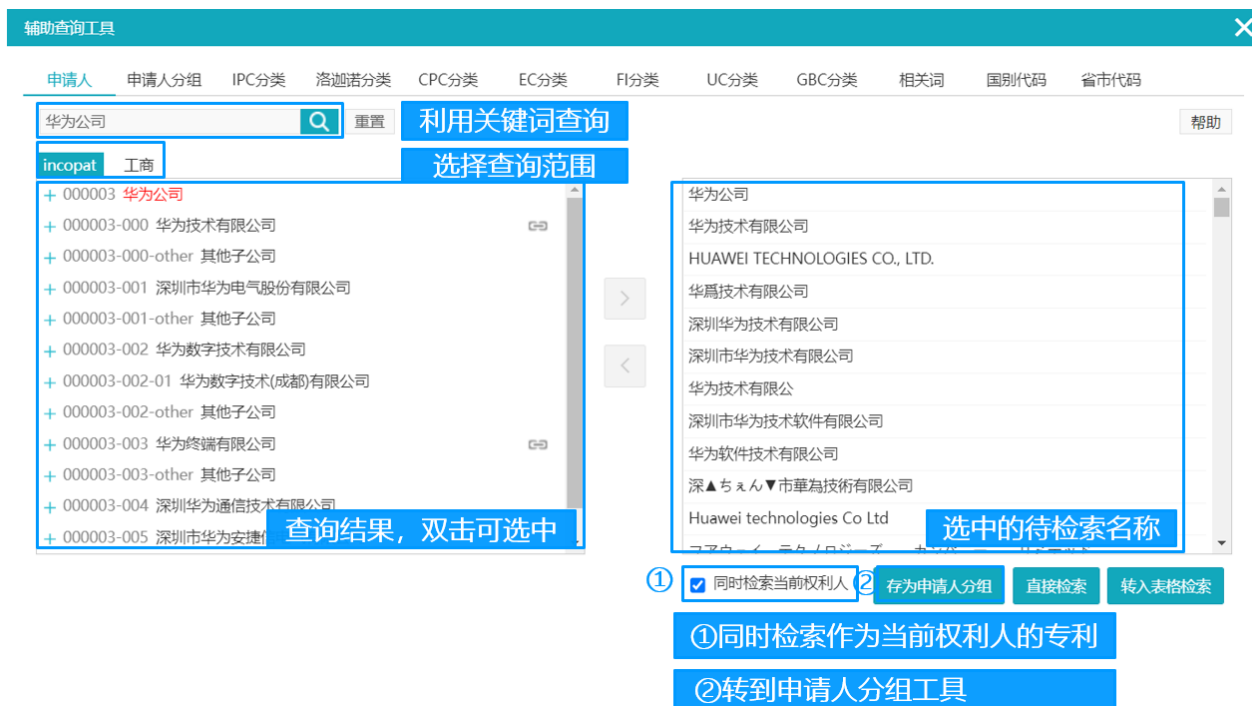 辅助查询工具
申请人 申请人分组 IPC分类 洛迦诺分类 CPC分类 EC分类 FI分类 UC分类 GBC分类 相关词 国别代码 省市代码
华为公司 重置 利用关键词查询 帮助
incopat 工商 选择查询范围
+ 000003 华为公司
+ 000003-000 华为技术有限公司
+ 000003-000-other 其他子公司
+ 000003-001 深圳市华为电气股份有限公司
+ 000003-001-other 其他子公司
+ 000003-002 华为数字技术有限公司
+ 000003-002-01 华为数字技术(成都)有限公司
+ 000003-002-other 其他子公司
+ 000003-003 华为终端有限公司
+ 000003-003-other 其他子公司
+ 000003-004 深圳华为通信技术有限公司
+ 000003-005 深圳市华为安捷
查询结果，双击可选中
华为公司
华为技术有限公司
HUAWEI TECHNOLOGIES CO., LTD.
华爲技术有限公司
深圳华为技术有限公司
深圳市华为技术有限公司
华为技术有限公
深圳市华为技术软件有限公司
华为软件技术有限公司
深▲ちぇん▼市華為技術有限公司
Huawei technologies Co Ltd
选中的待检索名称
① 同时检索当前权利人 ② 存为申请人分组 直接检索 转入表格检索
①同时检索作为当前权利人的专利
②转到申请人分组工具